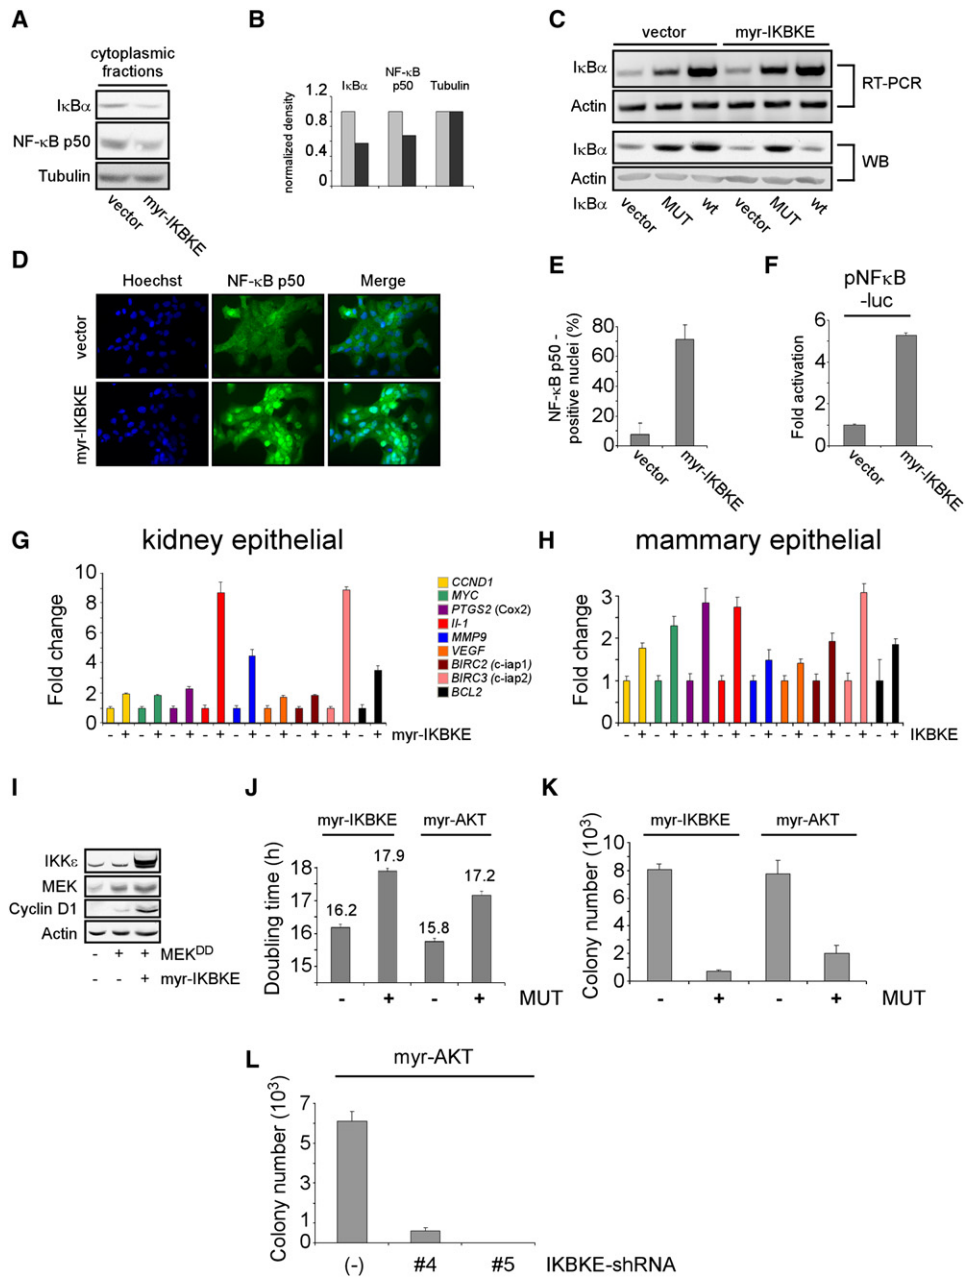 A
cytoplasmic
fractions
IκBα
NF-κB p50
Tubulin
vector
myr-IKBKE
B
IκBα
NF-κB
p50
Tubulin
normalized density
1.2
0.8
0.4
0
C
vector
myr-IKBKE
IκBα
Actin
RT-PCR
IκBα
Actin
WB
IκBα
vector
MUT
wt
vector
MUT
wt
D
Hoechst
NF-κB p50
Merge
vector
myr-IKBKE
E
NF-κB p50 -
positive nuclei (%)
80
60
40
20
0
vector
myr-IKBKE
F
pNFκB
-luc
Fold activation
6
4
2
0
vector
myr-IKBKE
G
kidney epithelial
Fold change
10
8
6
4
2
0
- + - + - + - + - + - + - + - + - + myr-IKBKE
CCND1
MYC
PTGS2 (Cox2)
Il-1
MMP9
VEGF
BIRC2 (c-iap1)
BIRC3 (c-iap2)
BCL2
H
mammary epithelial
Fold change
3
2
1
0
- + - + - + - + - + - + - + - + - + IKBKE
I
IKKε
MEK
Cyclin D1
Actin
- + + MEKDD
- - + myr-IKBKE
J
myr-IKBKE
myr-AKT
Doubling time (h)
18
17
16
15
16.2
17.9
15.8
17.2
- + - + MUT
K
myr-IKBKE
myr-AKT
Colony number (10³)
10
8
6
4
2
0
- + - + MUT
L
myr-AKT
Colony number (10³)
7
5
3
1
0
(-) #4 #5 IKBKE-shRNA